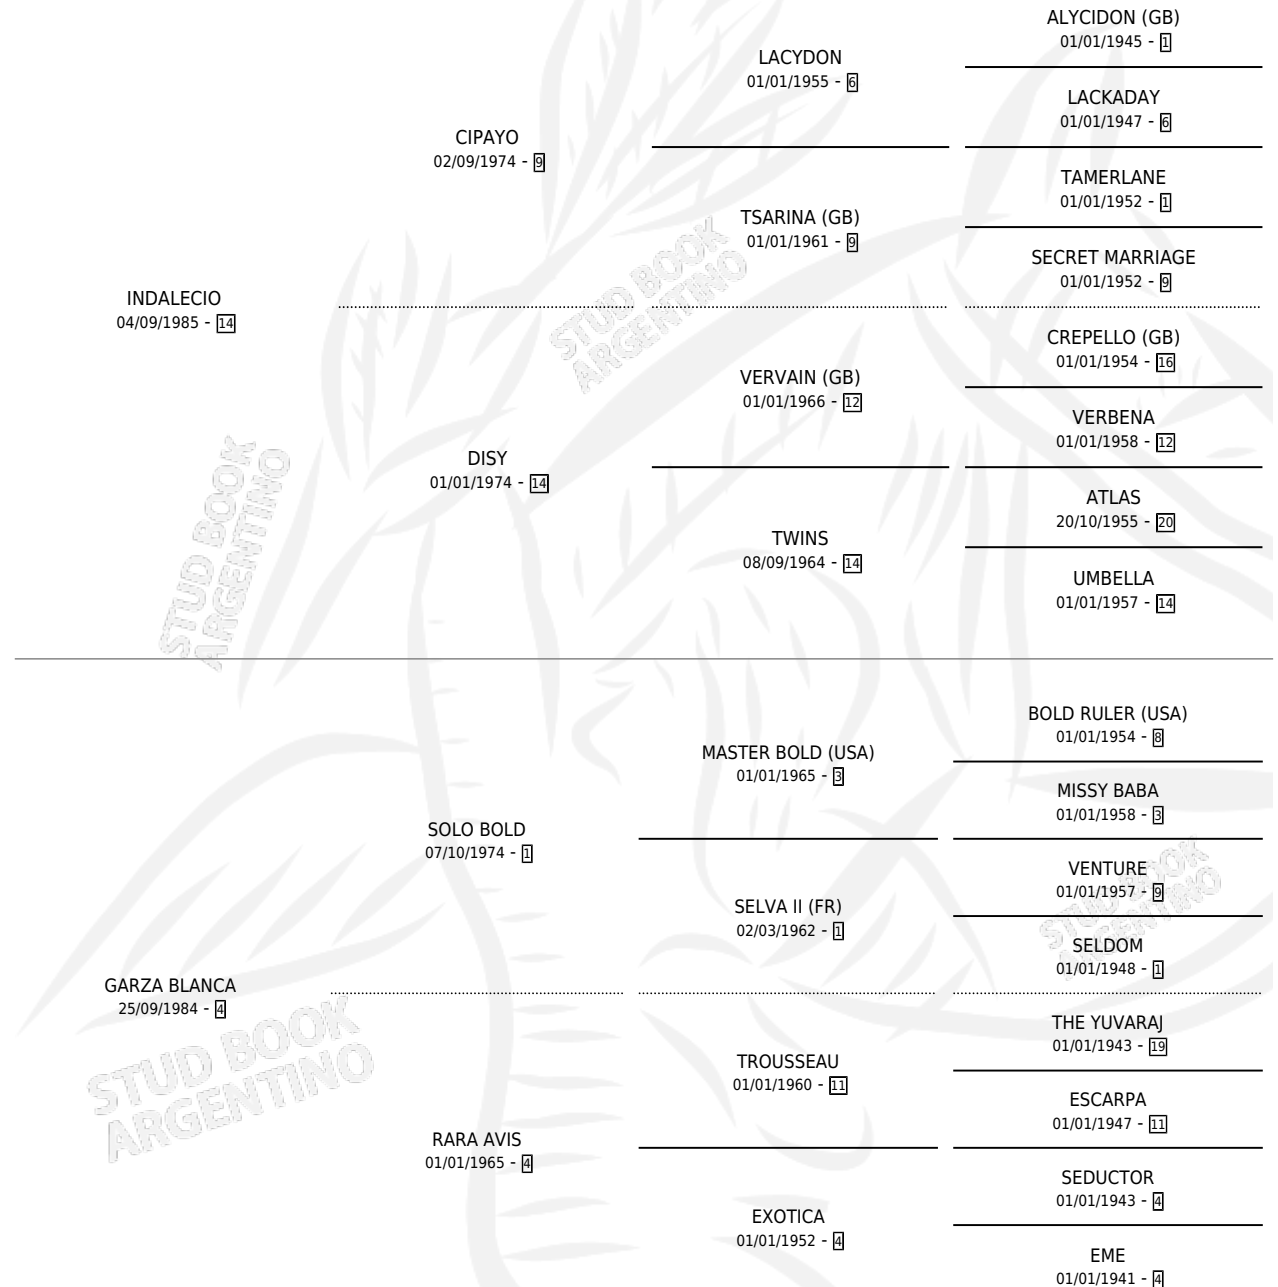 ALYCIDON (GB)
01/01/1945 - 1
LACYDON
01/01/1955 - 6
LACKADAY
01/01/1947 - 6
CIPAYO
02/09/1974 - 9
TAMERLANE
01/01/1952 - 1
TSARINA (GB)
01/01/1961 - 9
SECRET MARRIAGE
01/01/1952 - 9
INDALECIO
04/09/1985 - 14
CREPELLO (GB)
01/01/1954 - 16
VERVAIN (GB)
01/01/1966 - 12
VERBENA
01/01/1958 - 12
DISY
01/01/1974 - 14
ATLAS
20/10/1955 - 20
TWINS
08/09/1964 - 14
UMBELLA
01/01/1957 - 14
BOLD RULER (USA)
01/01/1954 - 8
MASTER BOLD (USA)
01/01/1965 - 3
MISSY BABA
01/01/1958 - 3
SOLO BOLD
07/10/1974 - 1
VENTURE
01/01/1957 - 9
SELVA II (FR)
02/03/1962 - 1
SELDOM
01/01/1948 - 1
GARZA BLANCA
25/09/1984 - 4
THE YUVARAJ
01/01/1943 - 19
TROUSSEAU
01/01/1960 - 11
ESCARPA
01/01/1947 - 11
RARA AVIS
01/01/1965 - 4
SEDUCTOR
01/01/1943 - 4
EXOTICA
01/01/1952 - 4
EME
01/01/1941 - 4
STUD BOOK
ARGENTINO
STUD BOOK
ARGENTINO
STUD BOOK
ARGENTINO
STUD BOOK
ARGENTINO